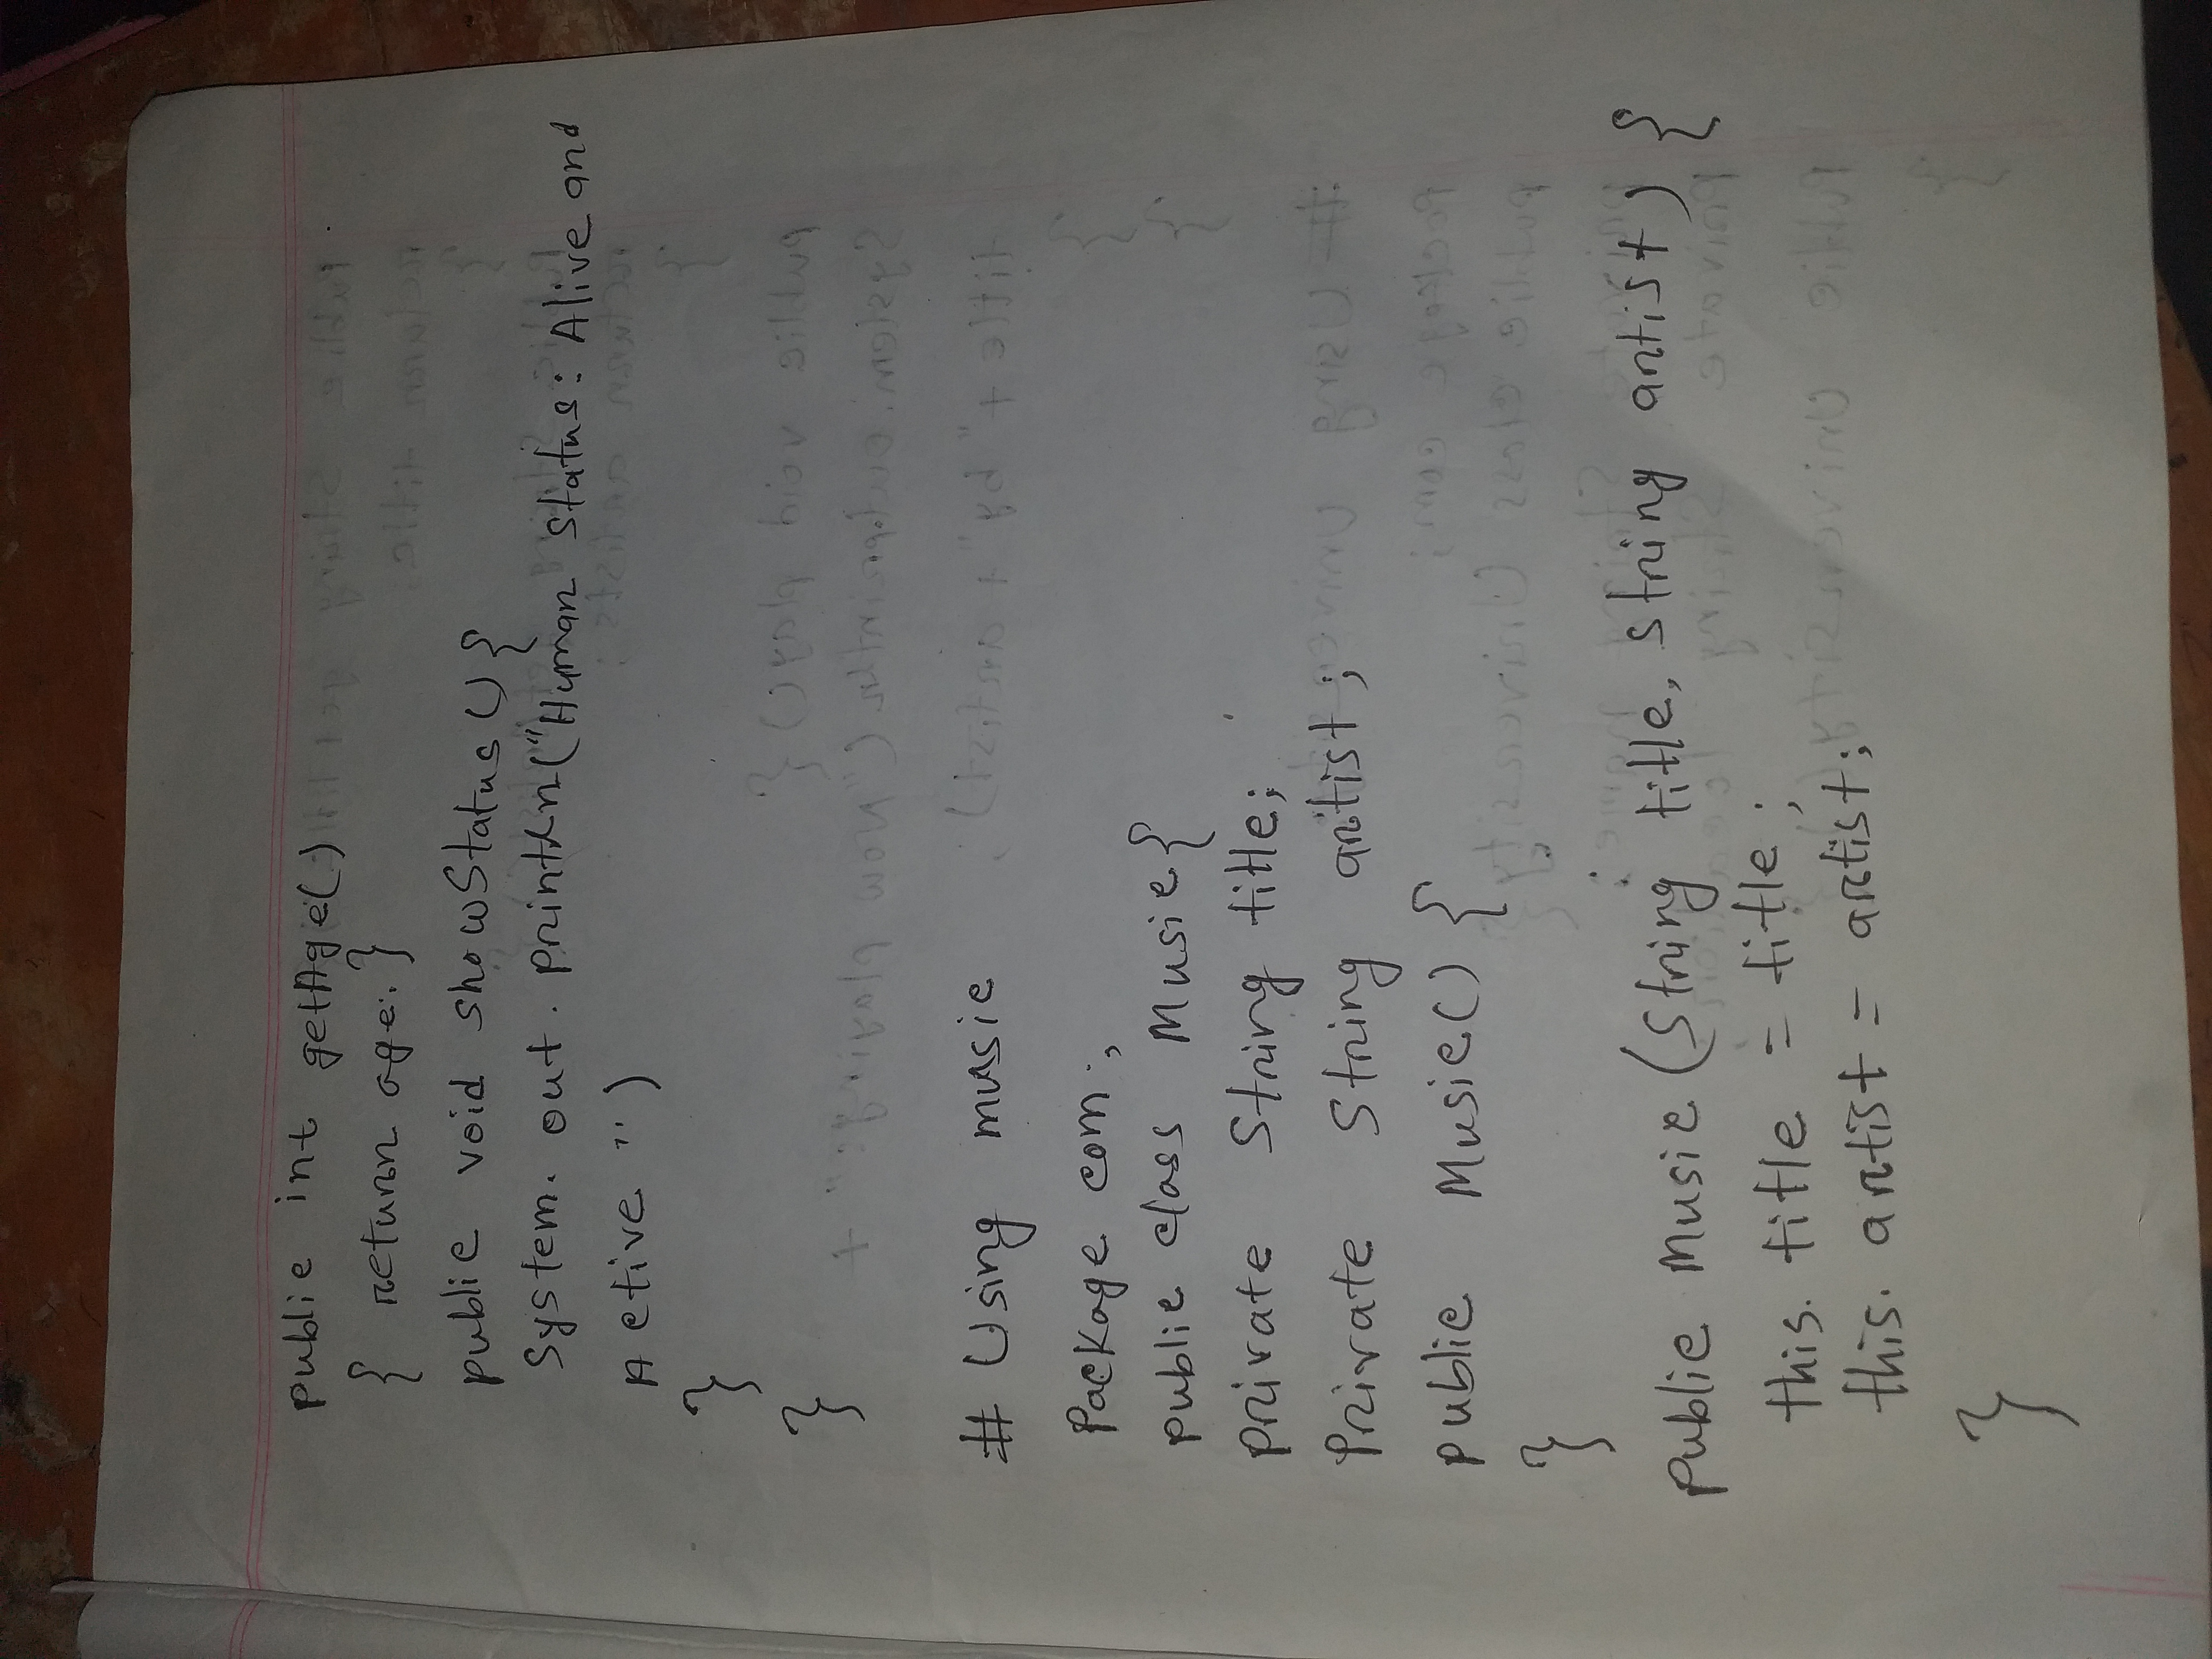 public int getAge()
{ return age; }
public void showStatus(){
System. out. println("Human Status: Alive and
Active ")
}
}
# Using music
Package com;
public class Music{
private String title;
Private String artist;
public Music() {
}
public Music (String title, String artist) {
this. title = title;
this. artist = artist;
}